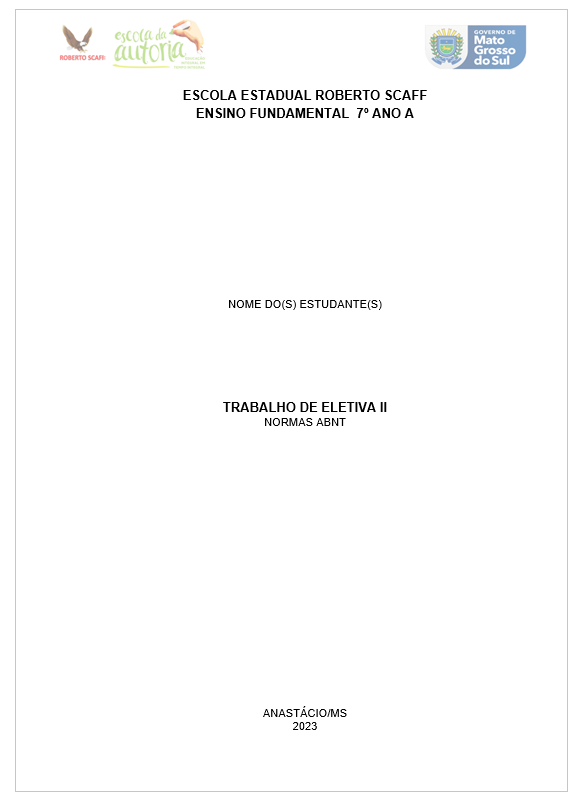 ROBERTO SCAFF
escola da
autoria
GOVERNO DE
Mato
Grosso
do Sul
ESCOLA ESTADUAL ROBERTO SCAFF
ENSINO FUNDAMENTAL 7º ANO A
NOME DO(S) ESTUDANTE(S)
TRABALHO DE ELETIVA II
NORMAS ABNT
ANASTÁCIO/MS
2023